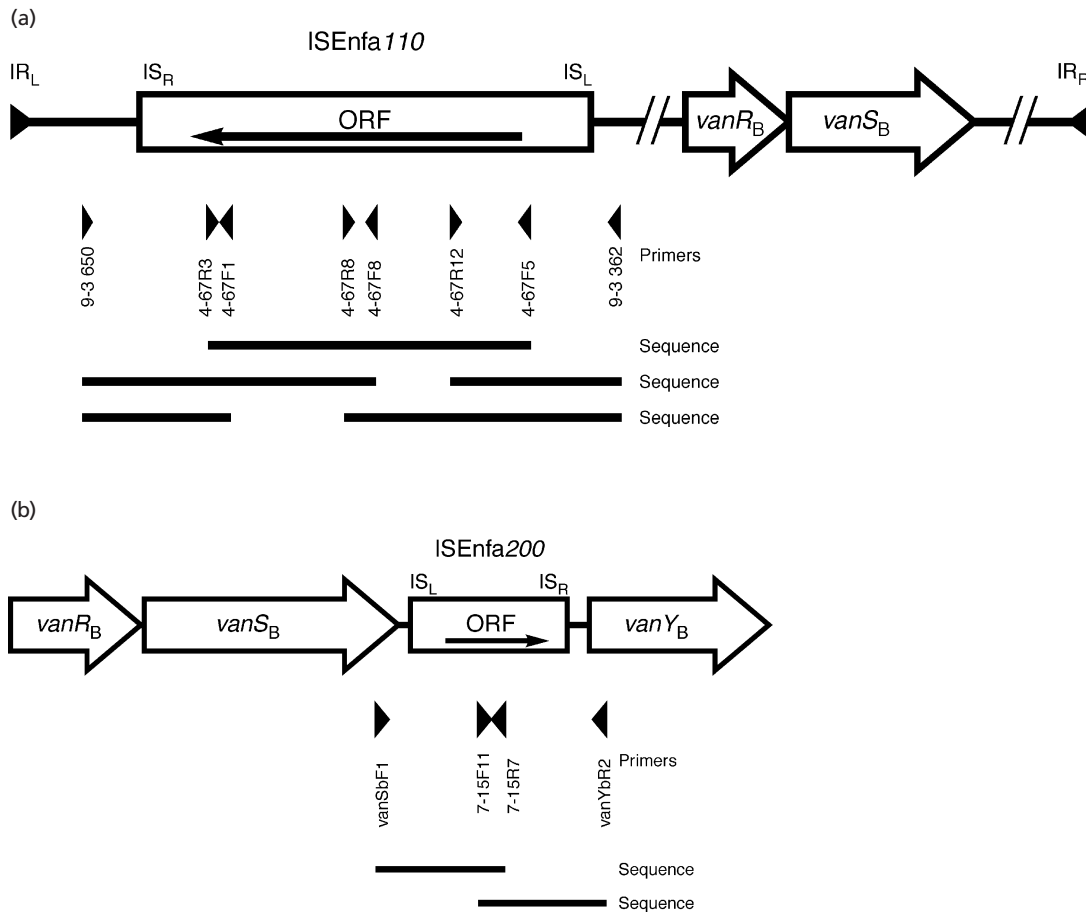 (a)
ISEnfa110
IRL ISR ISL IRR
ORF vanRB vanSB
9-3 650
4-67R3
4-67F1
4-67R8
4-67F8
4-67R12
4-67F5
9-3 362
Primers
Sequence
Sequence
Sequence
(b)
ISEnfa200
ISL ISR
vanRB vanSB ORF vanYB
vanSbF1
7-15F11
7-15R7
vanYbR2
Primers
Sequence
Sequence